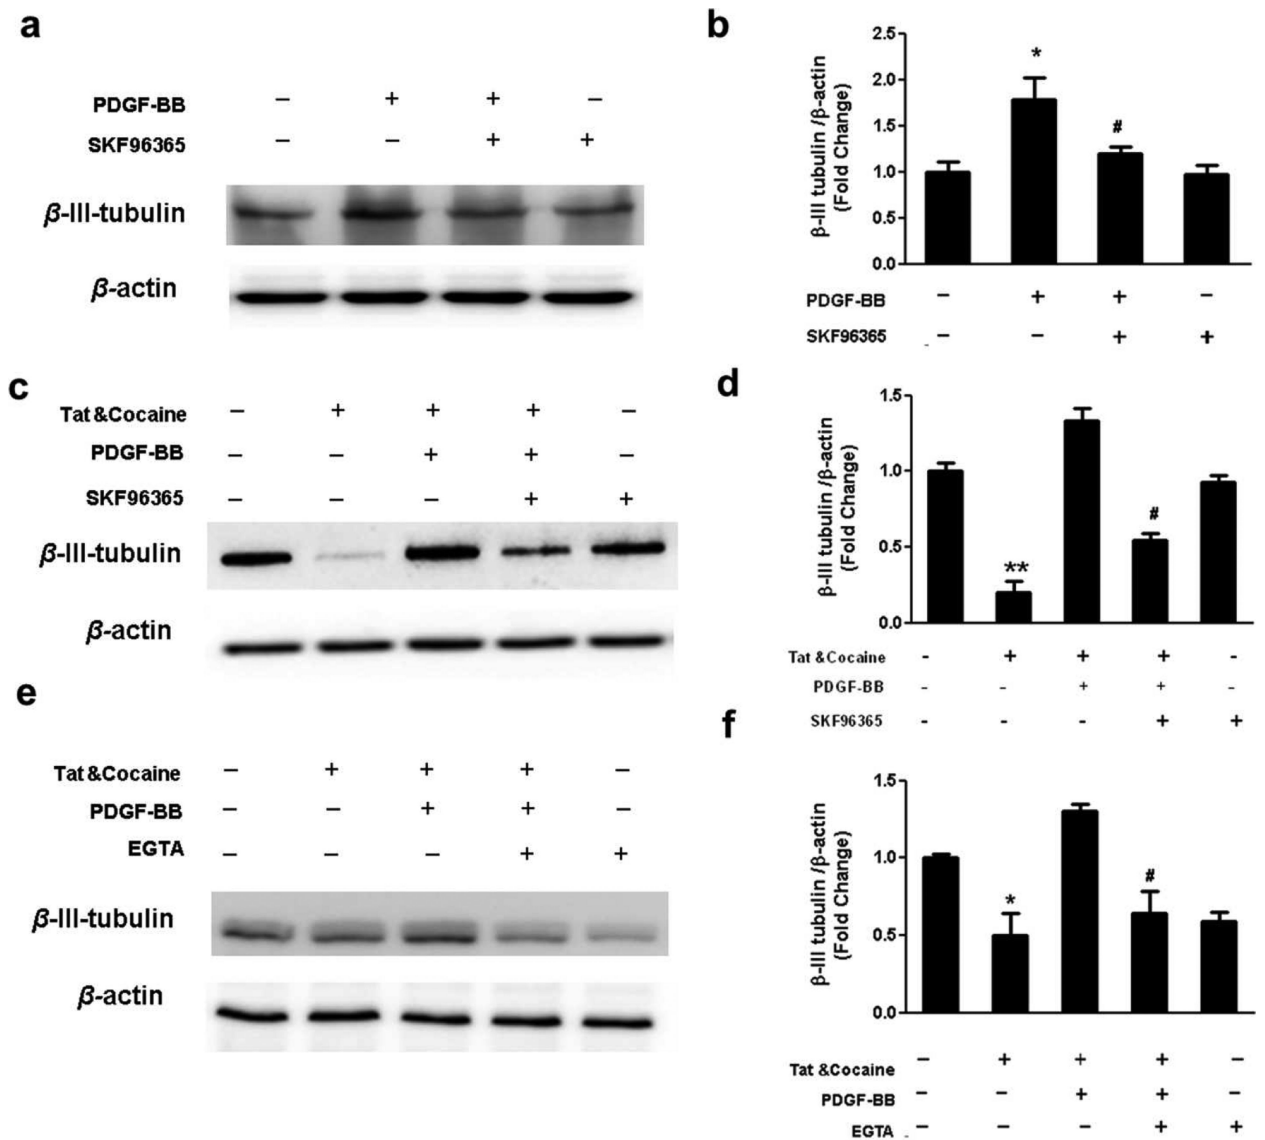 a
PDGF-BB – + + –
SKF96365 – – + +
β-III-tubulin
β-actin
b
β-III tubulin /β-actin
(Fold Change)
2.5
2.0
1.5
1.0
0.5
0.0
*
#
PDGF-BB – + + –
SKF96365 – – + +
c
Tat&Cocaine – + + + –
PDGF-BB – – + + –
SKF96365 – – – + +
β-III-tubulin
β-actin
d
β-III tubulin /β-actin
(Fold Change)
1.5
1.0
0.5
0.0
**
#
Tat &Cocaine - + + + -
PDGF-BB - - + + -
SKF96365 - - - + +
e
Tat&Cocaine – + + + –
PDGF-BB – – + + –
EGTA – – – + +
β-III-tubulin
β-actin
f
β-III tubulin /β-actin
(Fold Change)
1.5
1.0
0.5
0.0
*
#
Tat &Cocaine – + + + –
PDGF-BB – – + + –
EGTA – – – + +